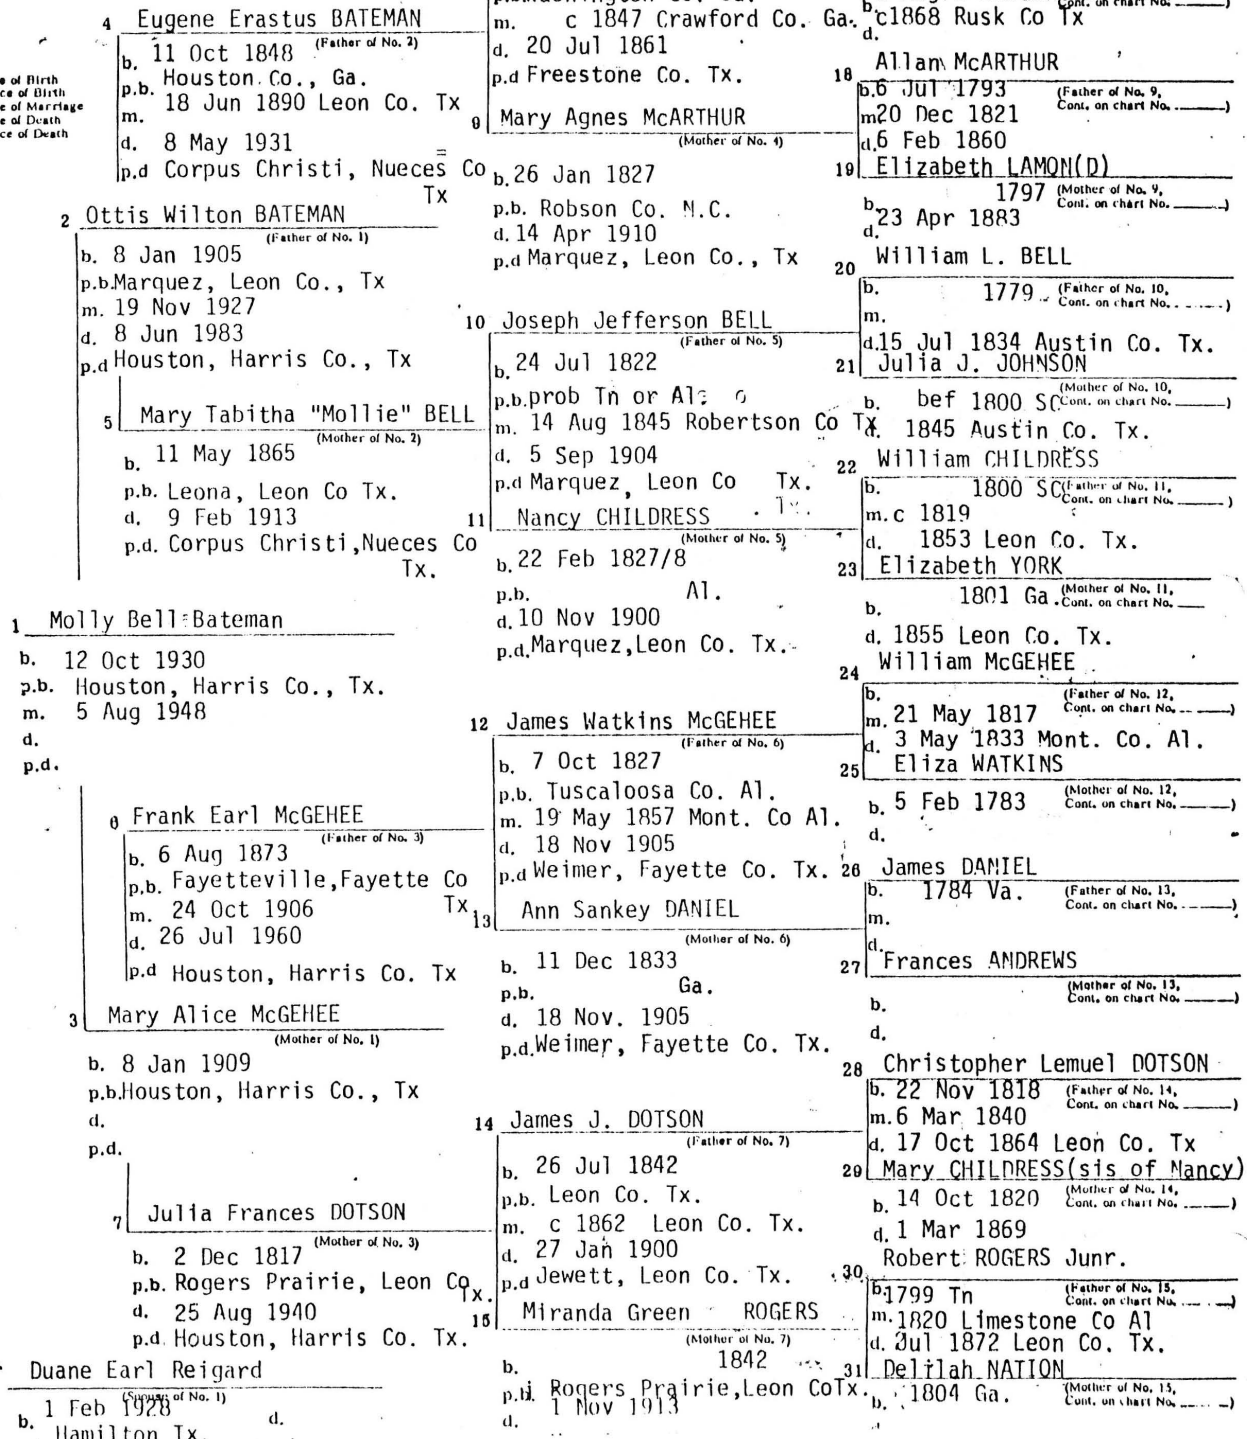 4 Eugene Erastus BATEMAN
(Father of No. 2)
b. 11 Oct 1848
p.b. Houston Co., Ga.
m. 18 Jun 1890 Leon Co. Tx
d. 8 May 1931
p.d Corpus Christi, Nueces Co
Tx
e of Birth
ce of Birth
e of Marriage
e of Death
ce of Death
2 Ottis Wilton BATEMAN
(Father of No. 1)
b. 8 Jan 1905
p.b. Marquez, Leon Co., Tx
m. 19 Nov 1927
d. 8 Jun 1983
p.d Houston, Harris Co., Tx
5 Mary Tabitha "Mollie" BELL
(Mother of No. 2)
b. 11 May 1865
p.b. Leona, Leon Co Tx.
d. 9 Feb 1913
p.d. Corpus Christi,Nueces Co
Tx.
1 Molly Bell Bateman
b. 12 Oct 1930
p.b. Houston, Harris Co., Tx.
m. 5 Aug 1948
d.
p.d.
6 Frank Earl McGEHEE
(Father of No. 3)
b. 6 Aug 1873
p.b. Fayetteville,Fayette Co
Tx
m. 24 Oct 1906
d. 26 Jul 1960
p.d Houston, Harris Co. Tx
3 Mary Alice McGEHEE
(Mother of No. 1)
b. 8 Jan 1909
p.b. Houston, Harris Co., Tx
d.
p.d.
7 Julia Frances DOTSON
(Mother of No. 3)
b. 2 Dec 1817
p.b. Rogers Prairie, Leon Co
Tx.
d. 25 Aug 1940
p.d. Houston, Harris Co. Tx.
Duane Earl Reigard
(Spouse of No. 1)
b. 1 Feb 1928 d.
Hamilton Tx.
m. c 1847 Crawford Co. Ga.
d. 20 Jul 1861
p.d Freestone Co. Tx.
9 Mary Agnes McARTHUR
(Mother of No. 4)
b. 26 Jan 1827
p.b. Robson Co. N.C.
d. 14 Apr 1910
p.d Marquez, Leon Co., Tx
10 Joseph Jefferson BELL
(Father of No. 5)
b. 24 Jul 1822
p.b. prob Tn or Al
m. 14 Aug 1845 Robertson Co Tx
d. 5 Sep 1904
p.d Marquez, Leon Co Tx.
11 Nancy CHILDRESS
(Mother of No. 5)
b. 22 Feb 1827/8
p.b. Al.
d. 10 Nov 1900
p.d. Marquez,Leon Co. Tx.
12 James Watkins McGEHEE
(Father of No. 6)
b. 7 Oct 1827
p.b. Tuscaloosa Co. Al.
m. 19 May 1857 Mont. Co Al.
d. 18 Nov 1905
p.d Weimer, Fayette Co. Tx.
13 Ann Sankey DANIEL
(Mother of No. 6)
b. 11 Dec 1833
p.b. Ga.
d. 18 Nov. 1905
p.d. Weimer, Fayette Co. Tx.
14 James J. DOTSON
(Father of No. 7)
b. 26 Jul 1842
p.b. Leon Co. Tx.
m. c 1862 Leon Co. Tx.
d. 27 Jan 1900
p.d Jewett, Leon Co. Tx.
15 Miranda Green ROGERS
(Mother of No. 7)
b. 1842
p.b. Rogers Prairie,Leon CoTx.
d. 1 Nov 1913
Cont. on chart No. )
c1868 Rusk Co Tx
d.
18 Allan McARTHUR
b. 6 Jul 1793 (Father of No. 9,
Cont. on chart No. )
m 20 Dec 1821
d. 6 Feb 1860
19 Elizabeth LAMON(D)
b. 1797 (Mother of No. 9,
Cont. on chart No. )
d. 23 Apr 1883
20 William L. BELL
b. 1779 (Father of No. 10,
Cont. on chart No. )
m.
d. 15 Jul 1834 Austin Co. Tx.
21 Julia J. JOHNSON
(Mother of No. 10,
b. bef 1800 SC Cont. on chart No. )
d. 1845 Austin Co. Tx.
22 William CHILDRESS
b. 1800 SC (Father of No. 11,
Cont. on chart No. )
m. c 1819
d. 1853 Leon Co. Tx.
23 Elizabeth YORK
b. 1801 Ga. (Mother of No. 11,
Cont. on chart No.
d. 1855 Leon Co. Tx.
24 William McGEHEE
b. (Father of No. 12,
Cont. on chart No. )
m. 21 May 1817
d. 3 May 1833 Mont. Co. Al.
25 Eliza WATKINS
b. 5 Feb 1783 (Mother of No. 12,
Cont. on chart No. )
d.
26 James DANIEL
b. 1784 Va. (Father of No. 13,
Cont. on chart No. )
m.
d.
27 Frances ANDREWS
(Mother of No. 13,
Cont. on chart No. )
b.
d.
28 Christopher Lemuel DOTSON
b. 22 Nov 1818 (Father of No. 14,
Cont. on chart No. )
m. 6 Mar 1840
d. 17 Oct 1864 Leon Co. Tx
29 Mary CHILDRESS(sis of Nancy)
b. 14 Oct 1820 (Mother of No. 14,
Cont. on chart No. )
d. 1 Mar 1869
30 Robert ROGERS Junr.
b. 1799 Tn (Father of No. 15,
Cont. on chart No. )
m. 1820 Limestone Co Al
d. Jul 1872 Leon Co. Tx.
31 Delilah NATION
b. 1804 Ga. (Mother of No. 15,
Cont. on chart No. )